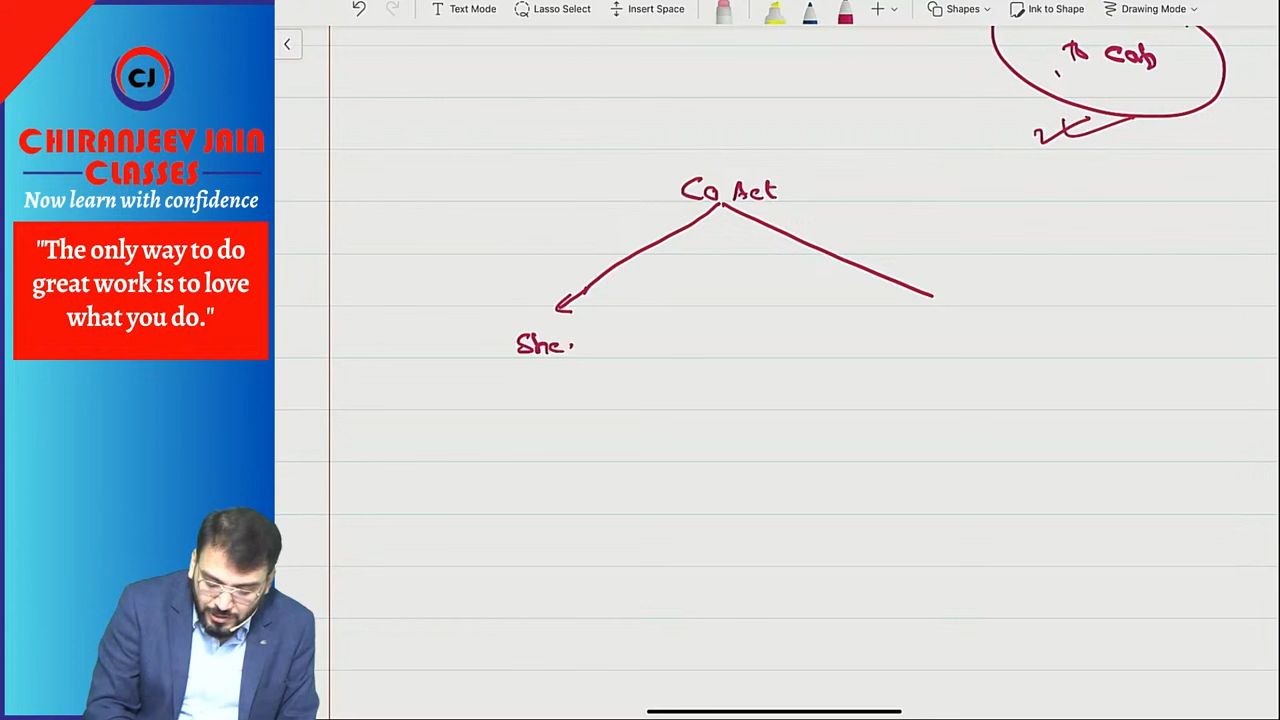 Text Mode Lasso Select Insert Space Shapes Ink to Shape Drawing Mode
CJ
CHIRANJEEV JAIN
CLASSES
Now learn with confidence
"The only way to do
great work is to love
what you do."
Co Act
She.